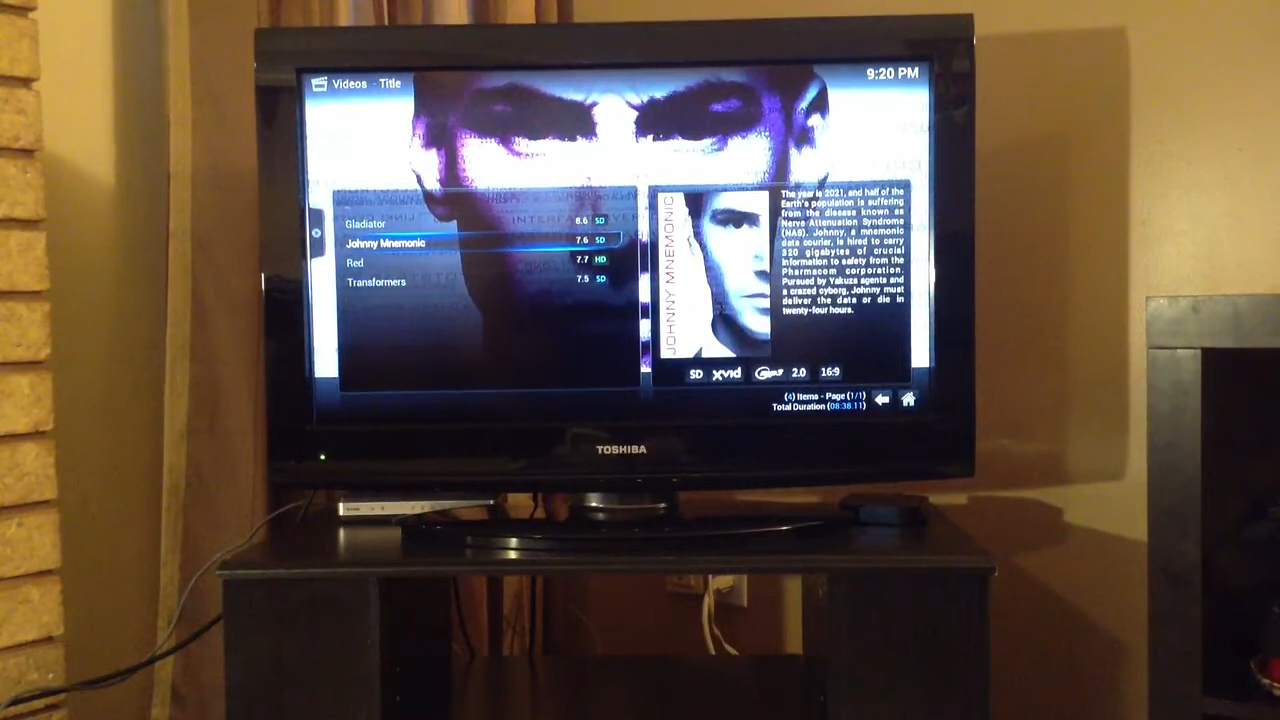 Videos - Title
9:20 PM
Gladiator 8.6 SD
Johnny Mnemonic 7.6 SD
Red 7.7 HD
Transformers 7.5 SD
JOHNNY MNEMONIC
The year is 2021, and half of the
Earth's population is suffering
from the disease known as
Nerve Attenuation Syndrome
(NAS). Johnny, a mnemonic
data courier, is hired to carry
320 gigabytes of crucial
information to safety from the
Pharmacom corporation.
Pursued by Yakuza agents and
a crazed cyborg, Johnny must
deliver the data or die in
twenty-four hours.
SD XVID 2.0 16:9
(4) Items - Page (1/1)
Total Duration (08:38:11)
TOSHIBA